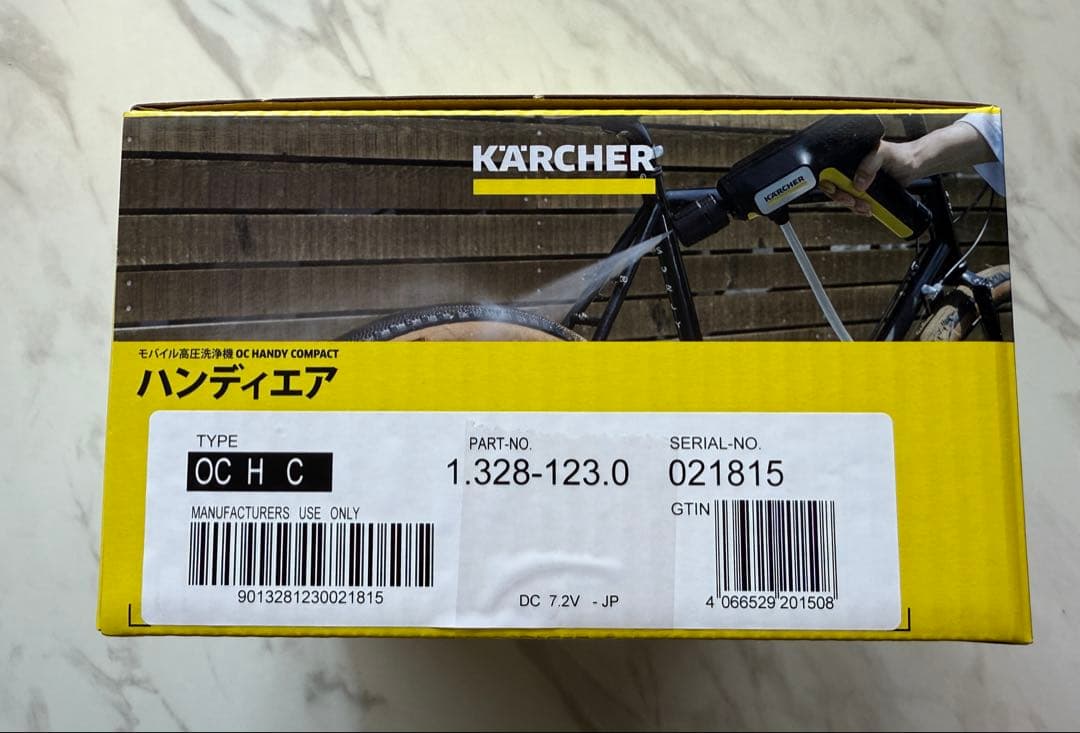 KÄRCHER
KÄRCHER
モバイル高圧洗浄機 OC HANDY COMPACT
ハンディエア
TYPE
OC H C
PART-NO.
1.328-123.0
SERIAL-NO.
021815
MANUFACTURERS USE ONLY
9013281230021815
DC 7.2V - JP
GTIN
4 066529 201508